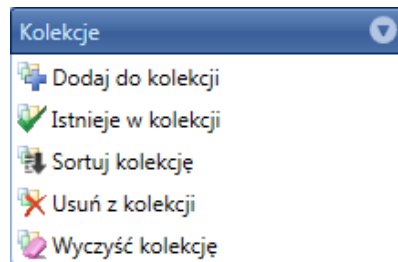 Kolekcje
Dodaj do kolekcji
Istnieje w kolekcji
Sortuj kolekcję
Usuń z kolekcji
Wyczyść kolekcję